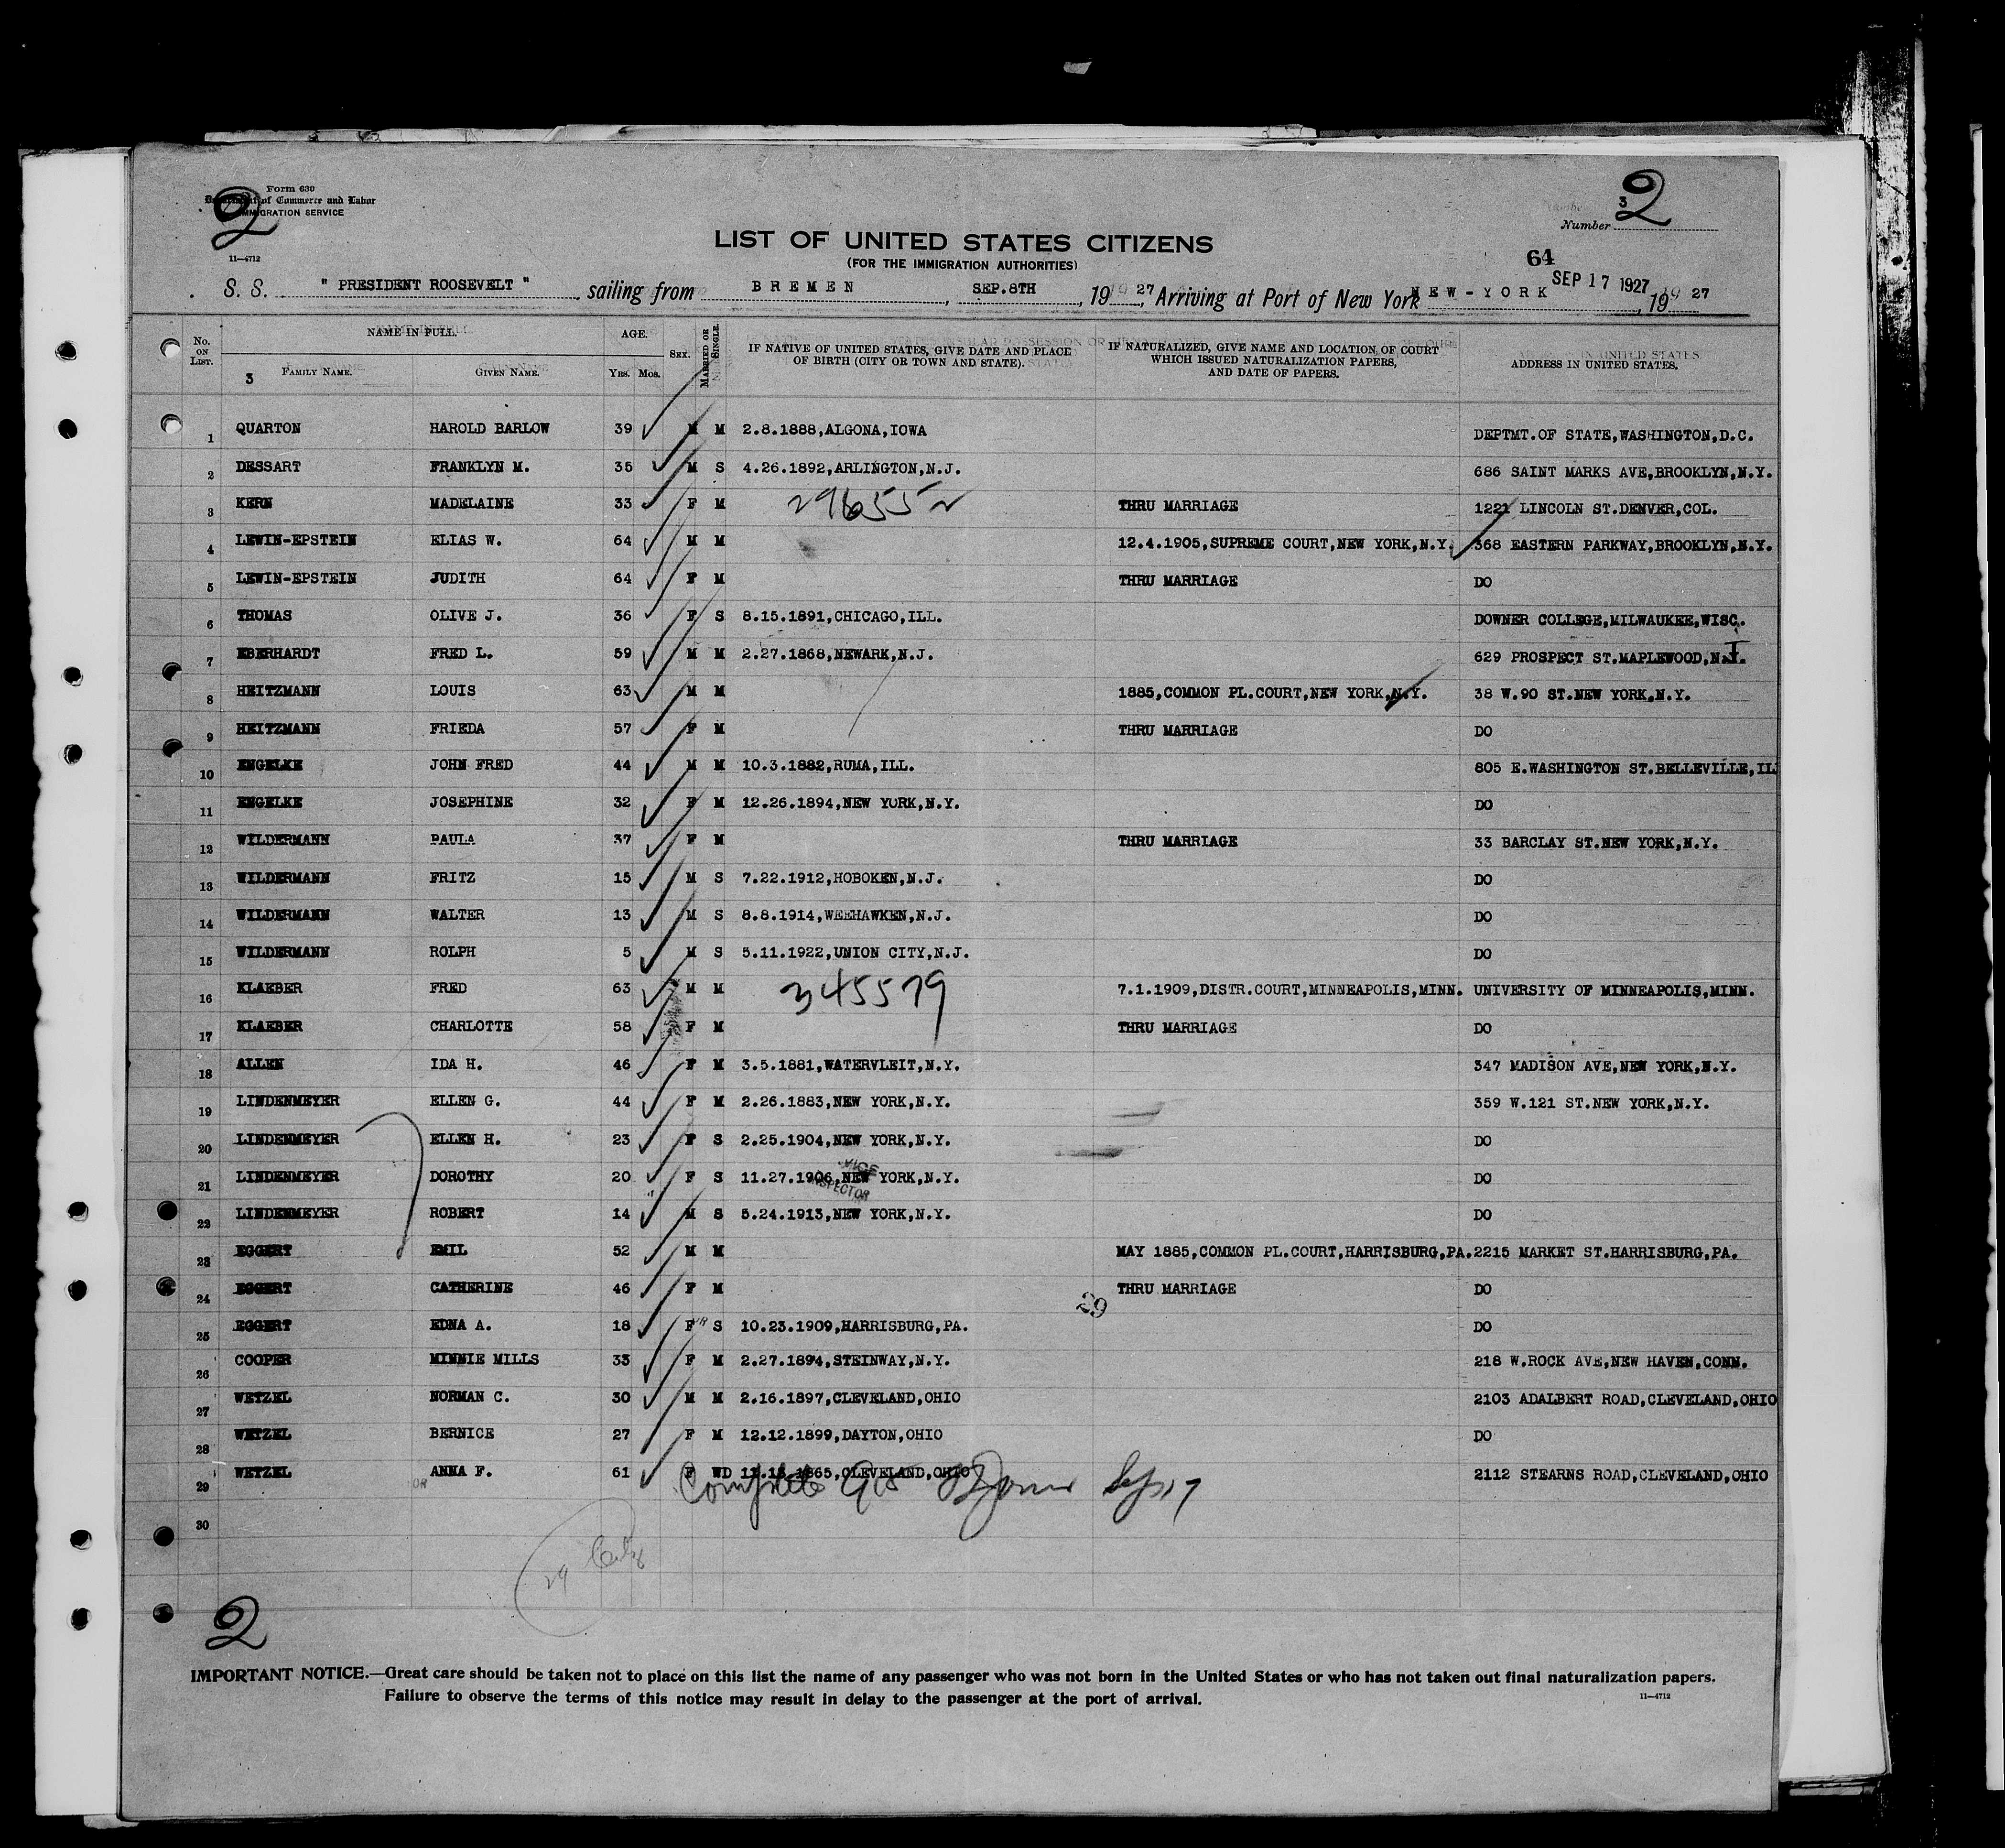 Form 630
Department of Commerce and Labor
IMMIGRATION SERVICE
2
11—4712
3
2
Number
LIST OF UNITED STATES CITIZENS
(FOR THE IMMIGRATION AUTHORITIES)
64
S. S. " PRESIDENT ROOSEVELT " sailing from BREMEN, SEP.8TH, 19 27, Arriving at Port of New York NEW-YORK SEP 17 1927, 19 27
No. ON LIST. NAME IN FULL. AGE. SEX. MARRIED OR SINGLE. IF NATIVE OF UNITED STATES, GIVE DATE AND PLACE OF BIRTH (CITY OR TOWN AND STATE). IF NATURALIZED, GIVE NAME AND LOCATION OF COURT WHICH ISSUED NATURALIZATION PAPERS, AND DATE OF PAPERS. ADDRESS IN UNITED STATES.
3 FAMILY NAME. GIVEN NAME. YRS. MOS.
1 QUARTON HAROLD BARLOW 39 M M 2.8.1888,ALGONA,IOWA DEPTMT.OF STATE,WASHINGTON,D.C.
2 DESSART FRANKLYN M. 35 M S 4.26.1892,ARLINGTON,N.J. 686 SAINT MARKS AVE,BROOKLYN,N.Y.
3 KERN MADELAINE 33 F M 296552 THRU MARRIAGE 1221 LINCOLN ST.DENVER,COL.
4 LEWIN-EPSTEIN ELIAS W. 64 M M 12.4.1905,SUPREME COURT,NEW YORK,N.Y. 368 EASTERN PARKWAY,BROOKLYN,N.Y.
5 LEWIN-EPSTEIN JUDITH 64 F M THRU MARRIAGE DO
6 THOMAS OLIVE J. 36 F S 8.15.1891,CHICAGO,ILL. DOWNER COLLEGE,MILWAUKEE,WISC.
7 EBERHARDT FRED L. 59 M M 2.27.1868,NEWARK,N.J. 629 PROSPECT ST.MAPLEWOOD,N.J.
8 HEITZMANN LOUIS 63 M M 1885,COMMON PL.COURT,NEW YORK,N.Y. 38 W.90 ST.NEW YORK,N.Y.
9 HEITZMANN FRIEDA 57 F M THRU MARRIAGE DO
10 ENGELKE JOHN FRED 44 M M 10.3.1882,RUMA,ILL. 805 E.WASHINGTON ST.BELLEVILLE,IL
11 ENGELKE JOSEPHINE 32 F M 12.26.1894,NEW YORK,N.Y. DO
12 WILDERMANN PAULA 37 F M THRU MARRIAGE 33 BARCLAY ST.NEW YORK,N.Y.
13 WILDERMANN FRITZ 15 M S 7.22.1912,HOBOKEN,N.J. DO
14 WILDERMANN WALTER 13 M S 8.8.1914,WEEHAWKEN,N.J. DO
15 WILDERMANN ROLPH 5 M S 5.11.1922,UNION CITY,N.J. DO
16 KLAEBER FRED 63 M M 345579 7.1.1909,DISTR.COURT,MINNEAPOLIS,MINN. UNIVERSITY OF MINNEAPOLIS,MINN.
17 KLAEBER CHARLOTTE 58 F M THRU MARRIAGE DO
18 ALLEN IDA H. 46 F M 3.5.1881,WATERVLEIT,N.Y. 347 MADISON AVE,NEW YORK,N.Y.
19 LINDENMEYER ELLEN G. 44 F M 2.26.1883,NEW YORK,N.Y. 359 W.121 ST.NEW YORK,N.Y.
20 LINDENMEYER ELLEN H. 23 F S 2.25.1904,NEW YORK,N.Y. DO
21 LINDENMEYER DOROTHY 20 F S 11.27.1906,NEW YORK,N.Y. DO
INSPECTOR
22 LINDENMEYER ROBERT 14 M S 5.24.1913,NEW YORK,N.Y. DO
23 EGGERT EMIL 52 M M MAY 1885,COMMON PL.COURT,HARRISBURG,PA. 2215 MARKET ST.HARRISBURG,PA.
24 EGGERT CATHERINE 46 F M THRU MARRIAGE DO
29
25 EGGERT EDNA A. 18 F S 10.23.1909,HARRISBURG,PA. DO
26 COOPER MINNIE MILLS 33 F M 2.27.1894,STEINWAY,N.Y. 218 W.ROCK AVE,NEW HAVEN,CONN.
27 WETZEL NORMAN C. 30 M M 2.16.1897,CLEVELAND,OHIO 2103 ADALBERT ROAD,CLEVELAND,OHIO
28 WETZEL BERNICE 27 F M 12.12.1899,DAYTON,OHIO DO
29 WETZEL ANNA F. 61 F WD 1865,CLEVELAND,OHIO 2112 STEARNS ROAD,CLEVELAND,OHIO
Complete
30
29
2
IMPORTANT NOTICE.—Great care should be taken not to place on this list the name of any passenger who was not born in the United States or who has not taken out final naturalization papers.
Failure to observe the terms of this notice may result in delay to the passenger at the port of arrival.
11—4712